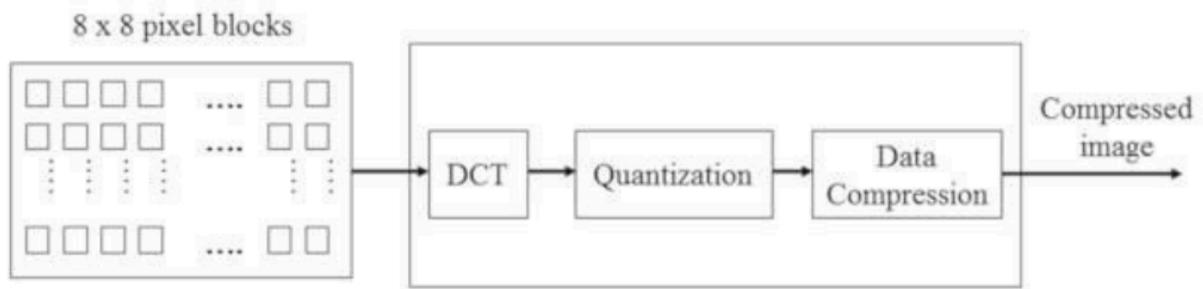 8 x 8 pixel blocks
....
....
....
DCT
Quantization
Data
Compression
Compressed
image